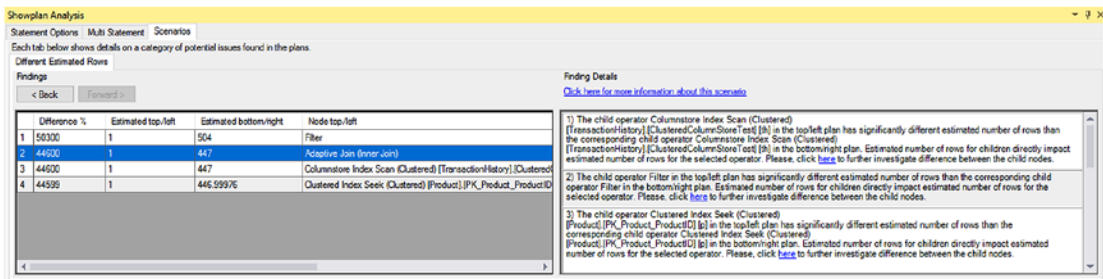 Showplan Analysis
Statement Options Multi Statement Scenarios
Each tab below shows details on a category of potential issues found in the plans.
Different Estimated Rows
Findings
< Back Forward >
Difference % Estimated top/left Estimated bottom/right Node top/left
1 50300 1 504 Filter
2 44600 1 447 Adaptive Join (Inner Join)
3 44600 1 447 Columnstore Index Scan (Clustered) [TransactionHistory].[Clustered
4 44599 1 446.99976 Clustered Index Seek (Clustered) [Product].[PK_Product_ProductID
Finding Details
Click here for more information about this scenario
1) The child operator Columnstore Index Scan (Clustered)
[TransactionHistory].[ClusteredColumnStoreTest] [th] in the top/left plan has significantly different estimated number of rows than
the corresponding child operator Columnstore Index Scan (Clustered)
[TransactionHistory].[ClusteredColumnStoreTest] [th] in the bottom/right plan. Estimated number of rows for children directly impact
estimated number of rows for the selected operator. Please, click here to further investigate difference between the child nodes.
2) The child operator Filter in the top/left plan has significantly different estimated number of rows than the corresponding child
operator Filter in the bottom/right plan. Estimated number of rows for children directly impact estimated number of rows for the
selected operator. Please, click here to further investigate difference between the child nodes.
3) The child operator Clustered Index Seek (Clustered)
[Product].[PK_Product_ProductID] [p] in the top/left plan has significantly different estimated number of rows than the
corresponding child operator Clustered Index Seek (Clustered)
[Product].[PK_Product_ProductID] [p] in the bottom/right plan. Estimated number of rows for children directly impact estimated
number of rows for the selected operator. Please, click here to further investigate difference between the child nodes.